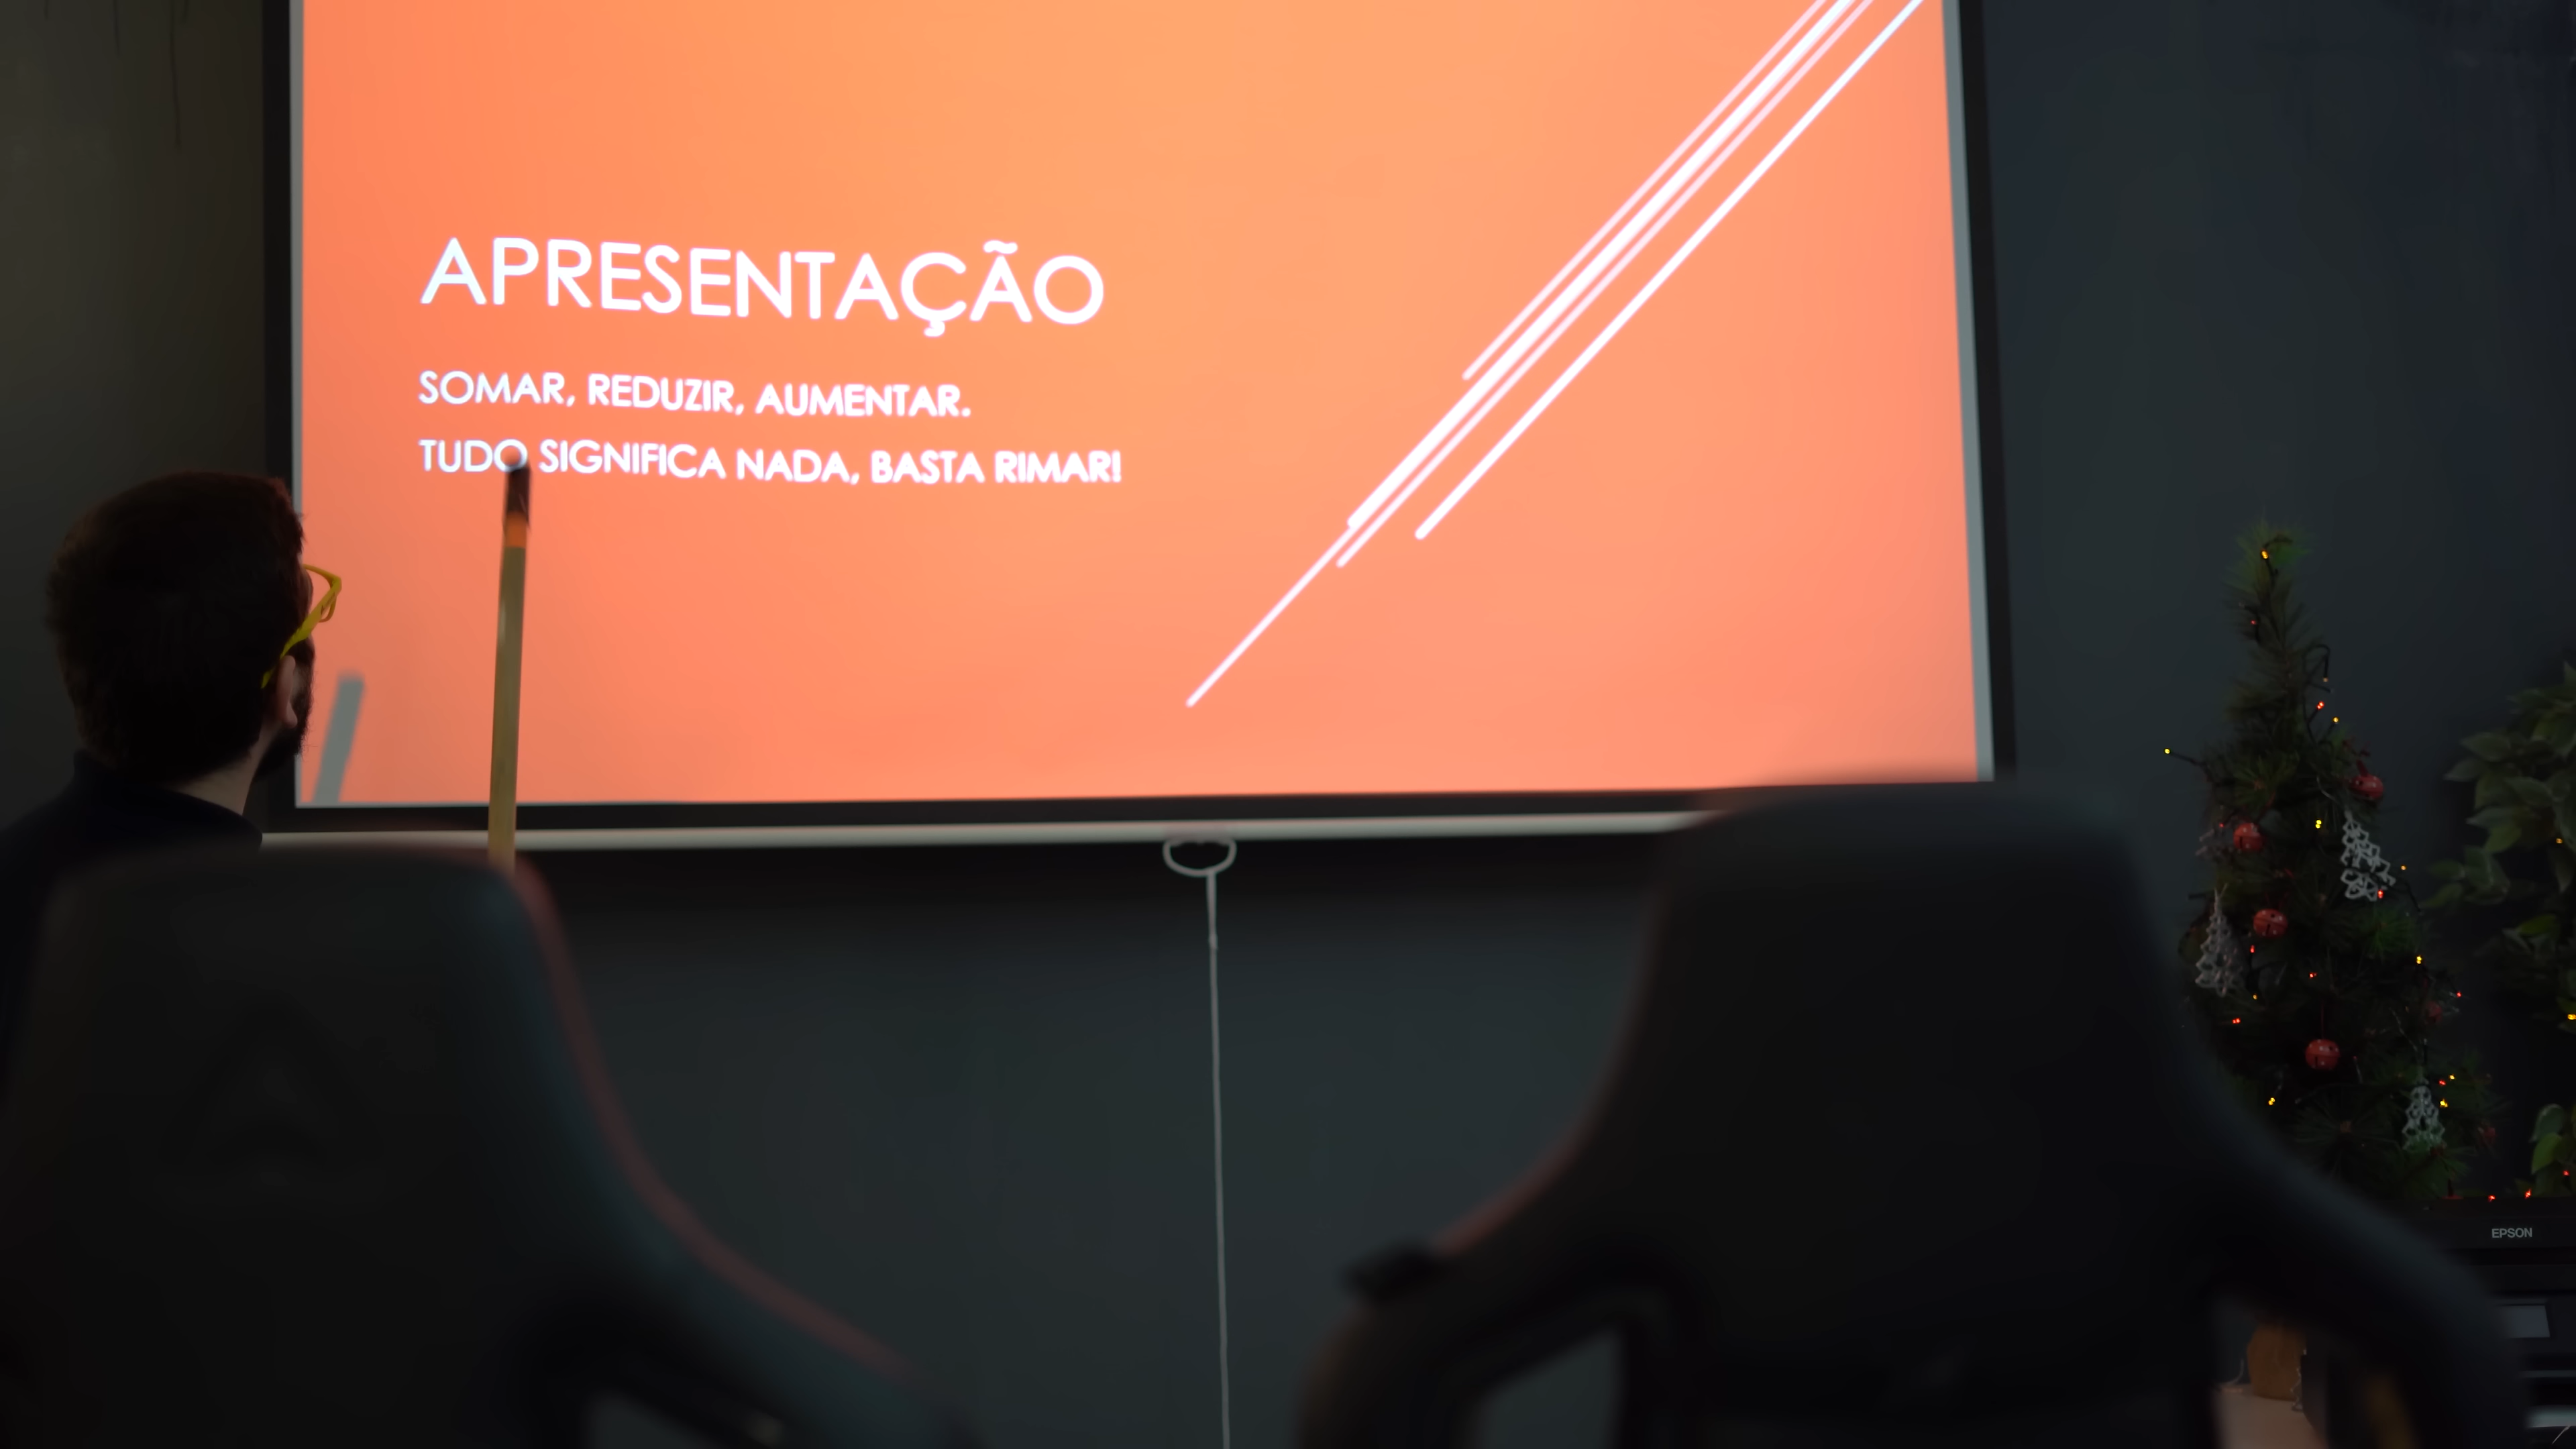 APRESENTAÇÃO
SOMAR, REDUZIR, AUMENTAR.
TUDO SIGNIFICA NADA, BASTA RIMAR!
EPSON